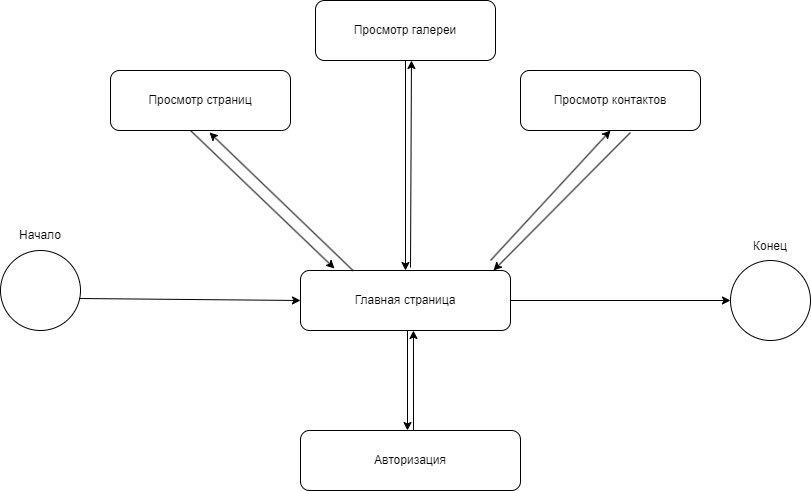 Просмотр галереи
Просмотр страниц
Просмотр контактов
Начало
Конец
Главная страница
Авторизация